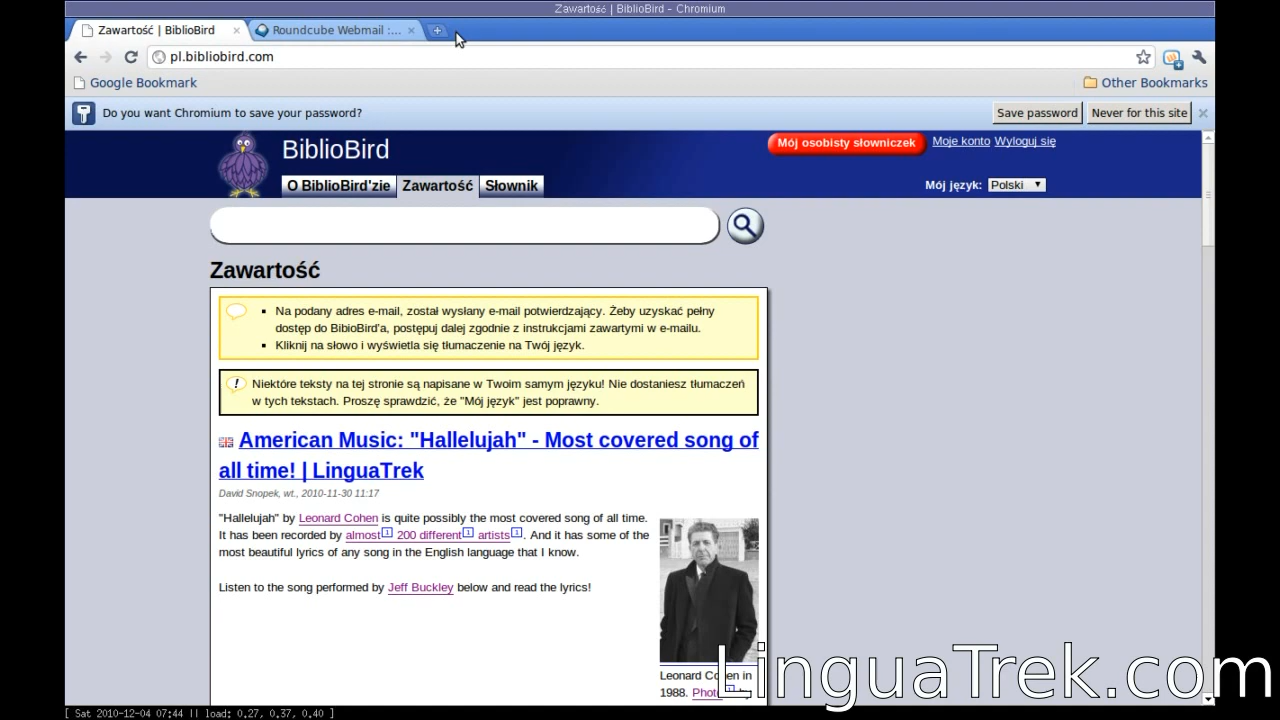 Zawartość | BiblioBird - Chromium
Zawartość | BiblioBird
Roundcube Webmail :...
pl.bibliobird.com
Google Bookmark
Other Bookmarks
Do you want Chromium to save your password?
Save password
Never for this site
BiblioBird
Mój osobisty słowniczek
Moje konto Wyloguj się
O BiblioBird'zie
Zawartość
Słownik
Mój język: Polski
Zawartość
Na podany adres e-mail, został wysłany e-mail potwierdzający. Żeby uzyskać pełny
dostęp do BibioBird'a, postępuj dalej zgodnie z instrukcjami zawartymi w e-mailu.
Kliknij na słowo i wyświetla się tłumaczenie na Twój język.
Niektóre teksty na tej stronie są napisane w Twoim samym języku! Nie dostaniesz tłumaczeń
w tych tekstach. Proszę sprawdzić, że "Mój język" jest poprawny.
American Music: "Hallelujah" - Most covered song of
all time! | LinguaTrek
David Snopek, wt., 2010-11-30 11:17
"Hallelujah" by Leonard Cohen is quite possibly the most covered song of all time.
It has been recorded by almost 200 different artists. And it has some of the
most beautiful lyrics of any song in the English language that I know.
Listen to the song performed by Jeff Buckley below and read the lyrics!
Leonard Cohen in
1988. Photo by
LinguaTrek.com
[ Sat 2010-12-04 07:44 || load: 0.27, 0.37, 0.40 ]